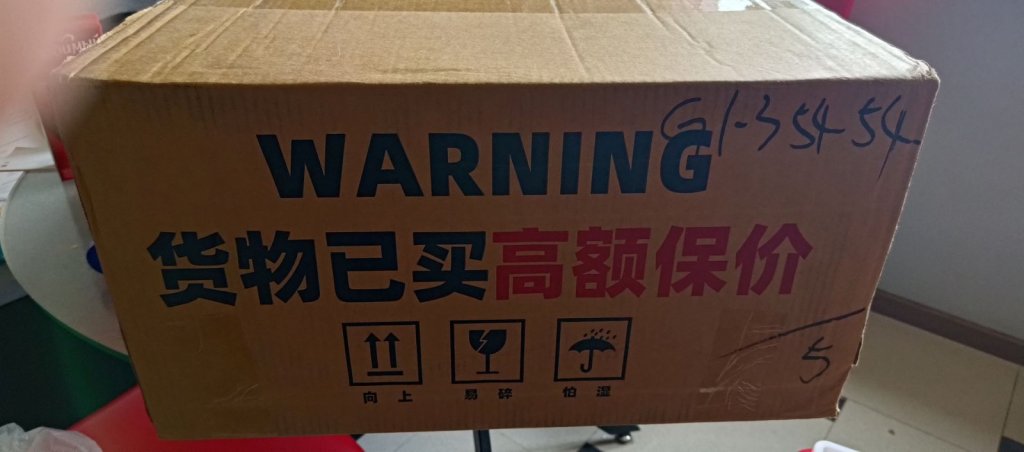 G1-3 54 54
WARNING
货物已买高额保价
向上 易碎 怕湿
5